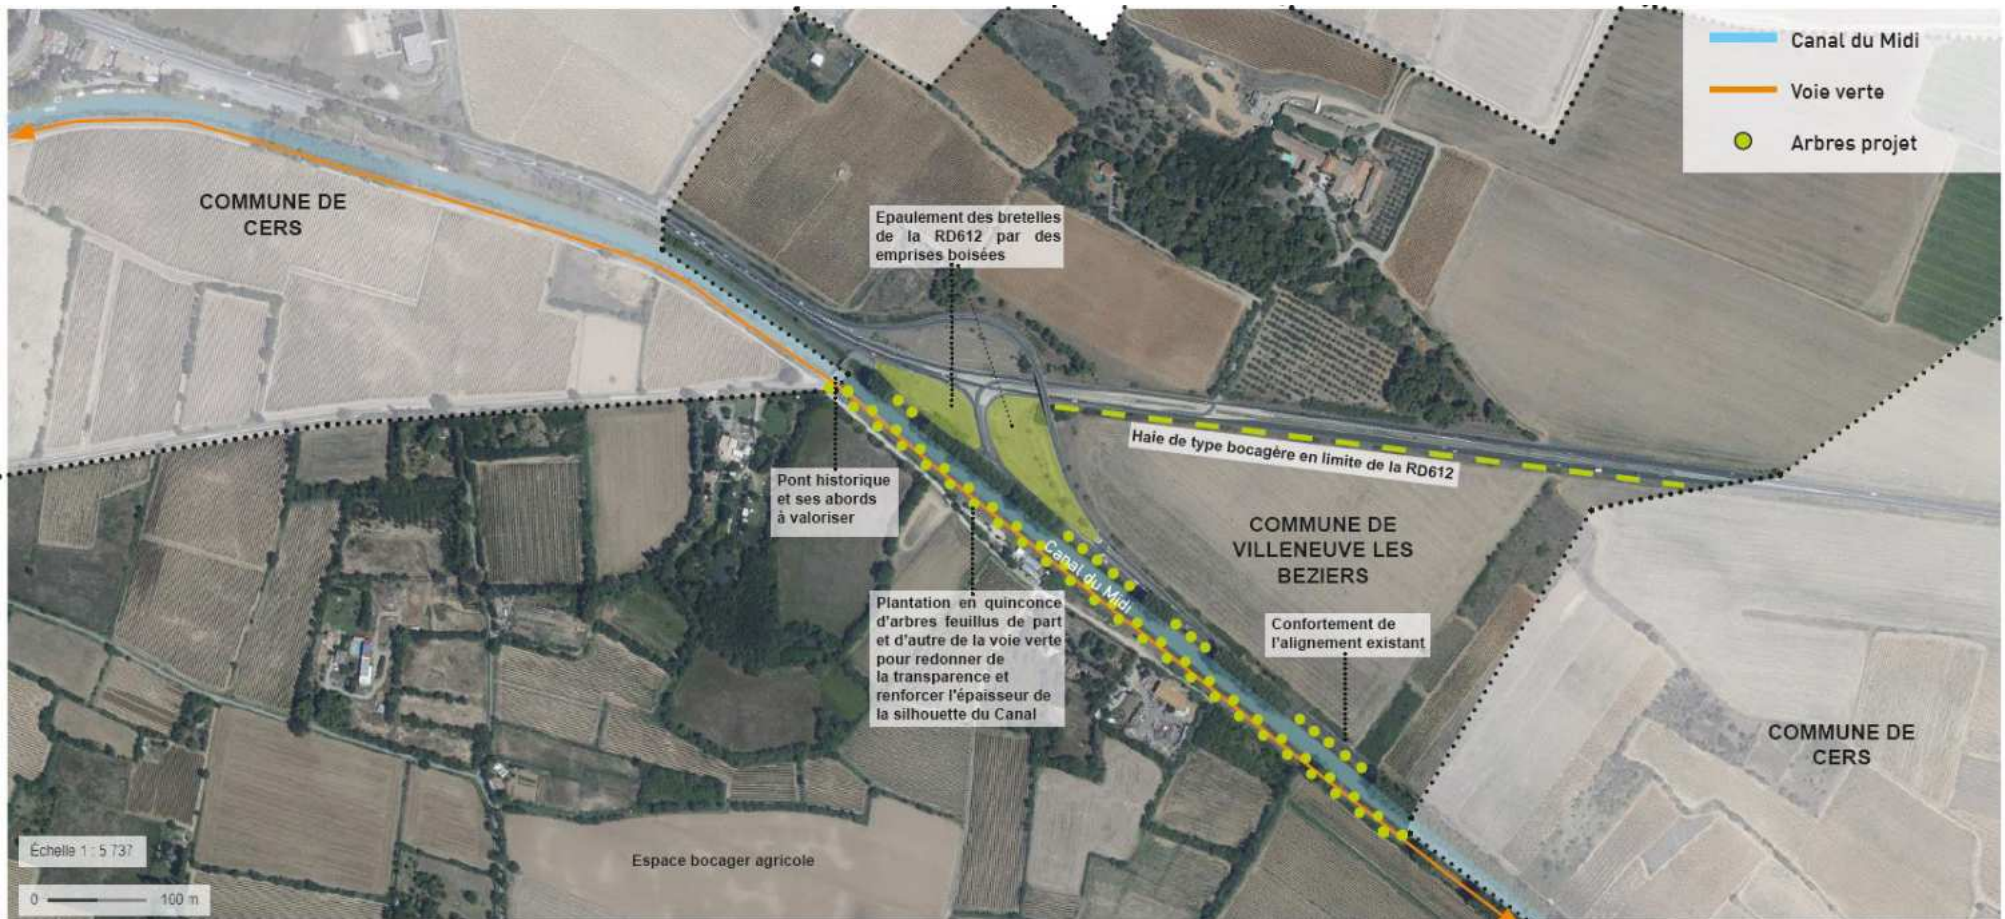 Canal du Midi
Voie verte
Arbres projet
COMMUNE DE
CERS
Epaulement des bretelles
de la RD612 par des
emprises boisées
Haie de type bocagère en limite de la RD612
Pont historique
et ses abords
à valoriser
COMMUNE DE
VILLENEUVE LES
BEZIERS
Canal du Midi
Plantation en quinconce
d'arbres feuillus de part
et d'autre de la voie verte
pour redonner de
la transparence et
renforcer l'épaisseur de
la silhouette du Canal
Confortement de
l'alignement existant
COMMUNE DE
CERS
Échelle 1 : 5 737
Espace bocager agricole
0 100 m